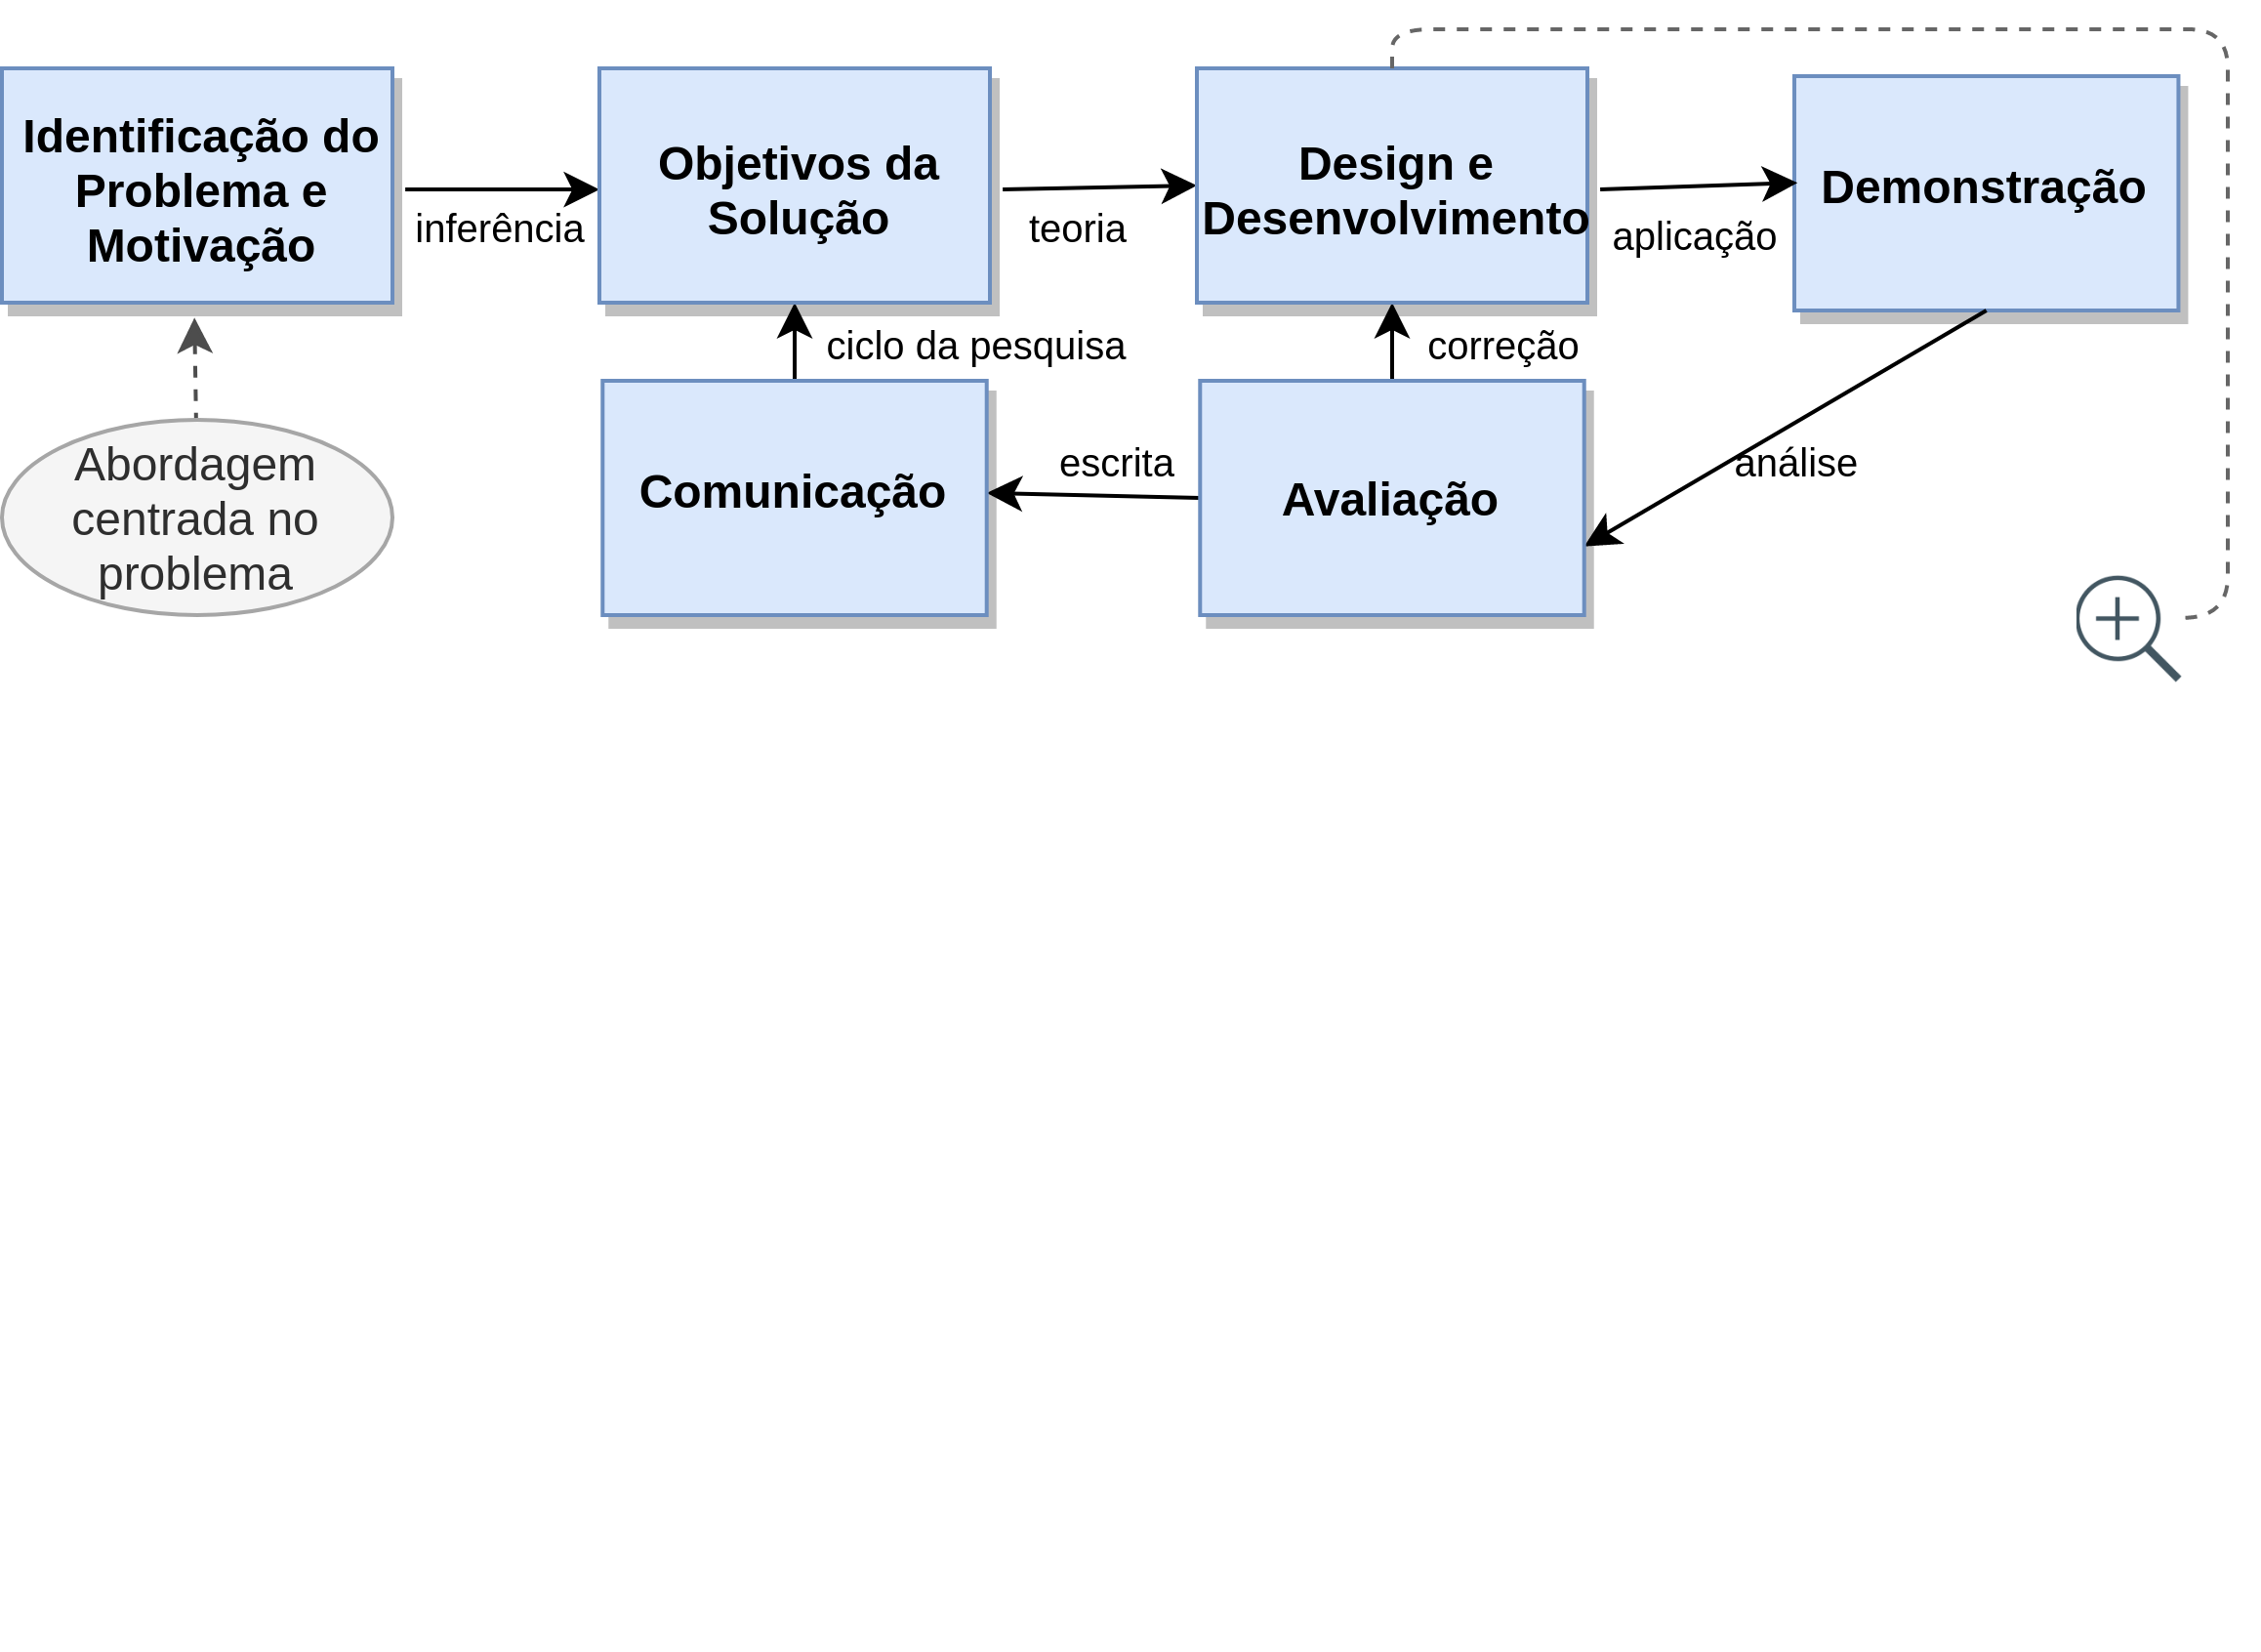 Identificação do
Problema e
Motivação
inferência
Objetivos da
Solução
teoria
Design e
Desenvolvimento
aplicação
Demonstração
ciclo da pesquisa
correção
Abordagem
centrada no
problema
Comunicação
escrita
Avaliação
análise